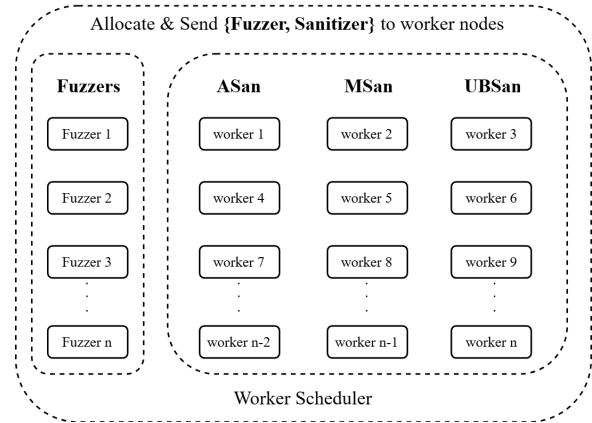 Allocate & Send {Fuzzer, Sanitizer} to worker nodes
Fuzzers ASan MSan UBSan
Fuzzer 1 worker 1 worker 2 worker 3
Fuzzer 2 worker 4 worker 5 worker 6
Fuzzer 3 worker 7 worker 8 worker 9
Fuzzer n worker n-2 worker n-1 worker n
Worker Scheduler